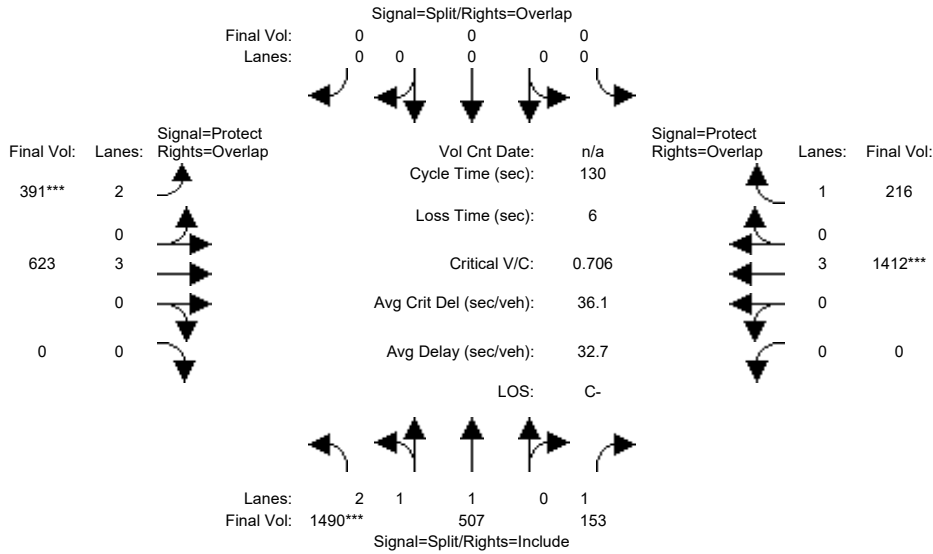 Signal=Split/Rights=Overlap
Final Vol: 0 0 0
Lanes: 0 0 0 0 0
Signal=Protect
Final Vol: Lanes: Rights=Overlap
Vol Cnt Date: n/a
Signal=Protect
Rights=Overlap Lanes: Final Vol:
Cycle Time (sec): 130
391*** 2
1 216
Loss Time (sec): 6
0
0
623 3
Critical V/C: 0.706
3 1412***
0
Avg Crit Del (sec/veh): 36.1
0
0 0
Avg Delay (sec/veh): 32.7
0 0
LOS: C-
Lanes: 2 1 1 0 1
Final Vol: 1490*** 507 153
Signal=Split/Rights=Include